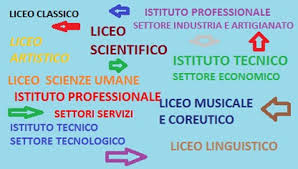 LICEO CLASSICO
ISTITUTO PROFESSIONALE
SETTORE INDUSTRIA E ARTIGIANATO
LICEO
ARTISTICO
LICEO
SCIENTIFICO
ISTITUTO TECNICO
SETTORE ECONOMICO
LICEO SCIENZE UMANE
ISTITUTO PROFESSIONALE
SETTORI SERVIZI
LICEO MUSICALE
E COREUTICO
ISTITUTO TECNICO
SETTORE TECNOLOGICO
LICEO LINGUISTICO